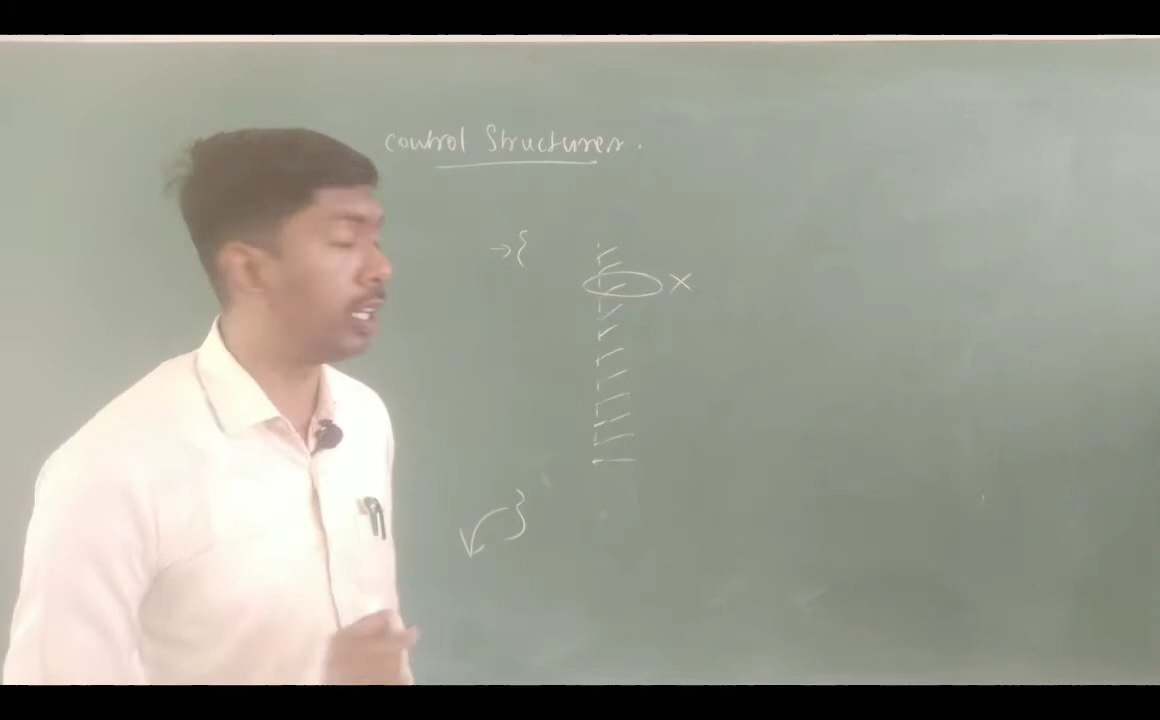 Control Structures.
→{
×
}